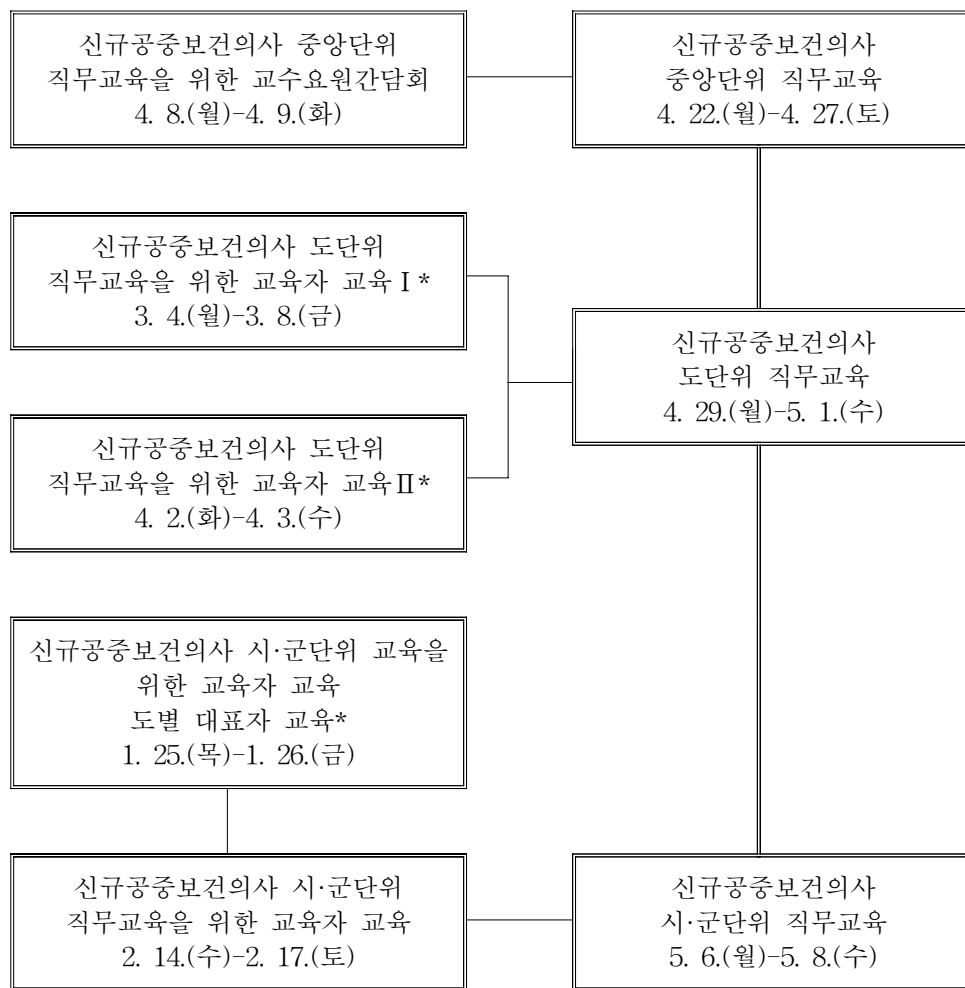 신규공중보건의사 중앙단위
직무교육을 위한 교수요원간담회
4. 8.(월)-4. 9.(화)
신규공중보건의사
중앙단위 직무교육
4. 22.(월)-4. 27.(토)
신규공중보건의사 도단위
직무교육을 위한 교육자 교육Ⅰ*
3. 4.(월)-3. 8.(금)
신규공중보건의사
도단위 직무교육
4. 29.(월)-5. 1.(수)
신규공중보건의사 도단위
직무교육을 위한 교육자 교육Ⅱ*
4. 2.(화)-4. 3.(수)
신규공중보건의사 시·군단위 교육을
위한 교육자 교육
도별 대표자 교육*
1. 25.(목)-1. 26.(금)
신규공중보건의사 시·군단위
직무교육을 위한 교육자 교육
2. 14.(수)-2. 17.(토)
신규공중보건의사
시·군단위 직무교육
5. 6.(월)-5. 8.(수)